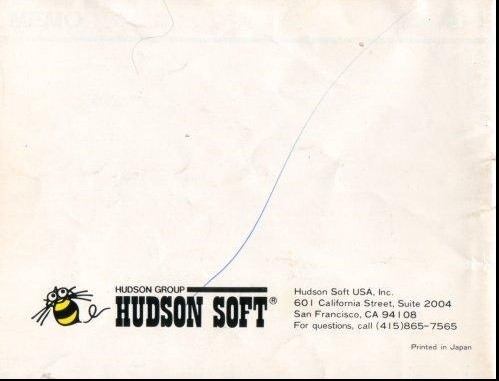 HUDSON GROUP
HUDSON SOFT®
Hudson Soft USA, Inc.
601 California Street, Suite 2004
San Francisco, CA 94108
For questions, call (415)865-7565
Printed in Japan